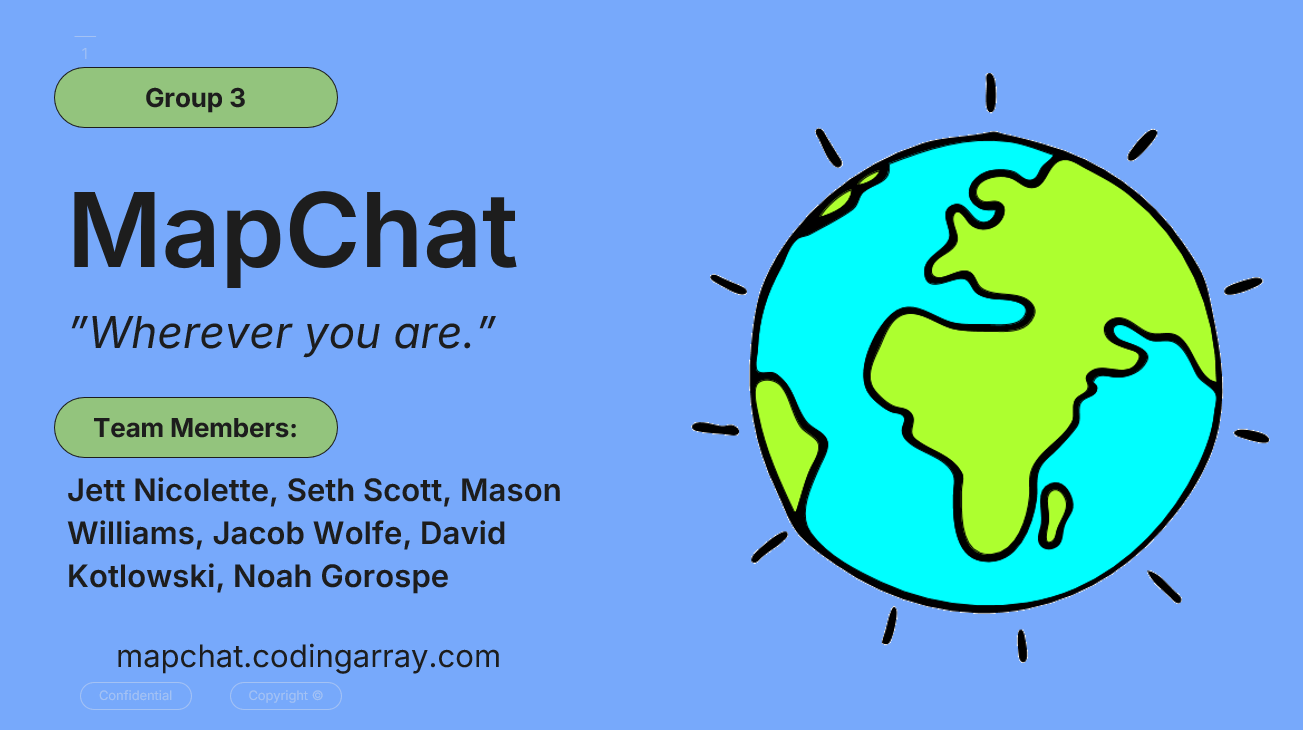 1
Group 3
MapChat
"Wherever you are."
Team Members:
Jett Nicolette, Seth Scott, Mason
Williams, Jacob Wolfe, David
Kotlowski, Noah Gorospe
mapchat.codingarray.com
Confidential
Copyright ©